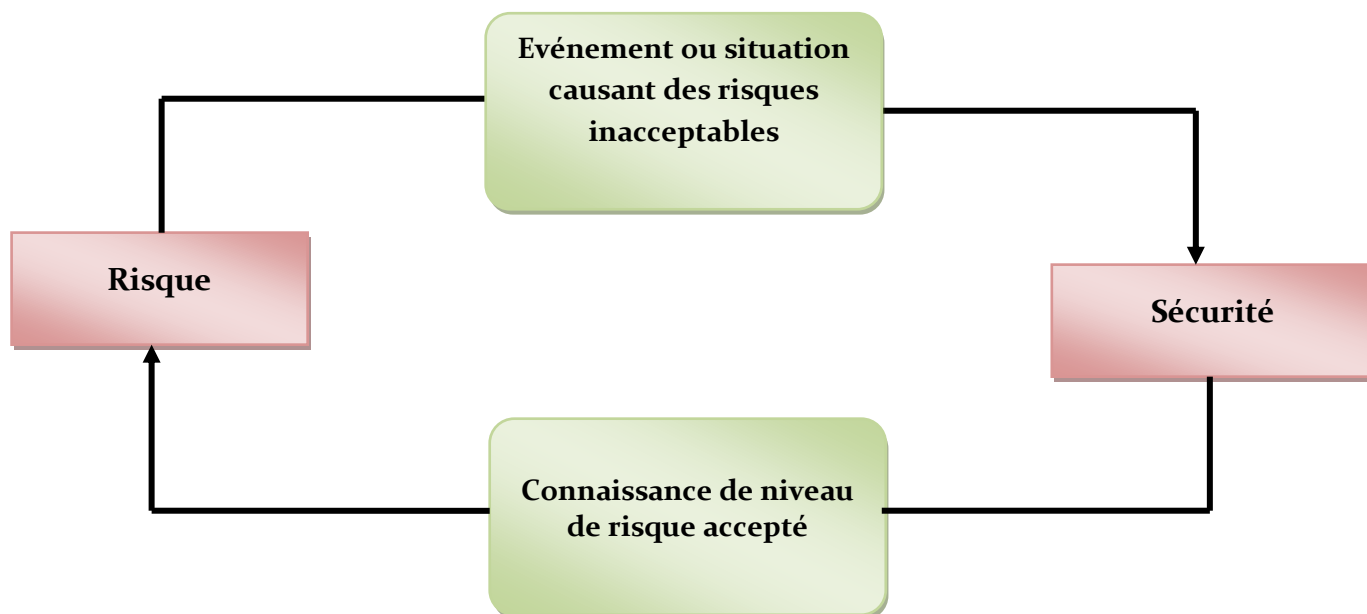 Evénement ou situation
causant des risques
inacceptables
Risque
Sécurité
Connaissance de niveau
de risque accepté